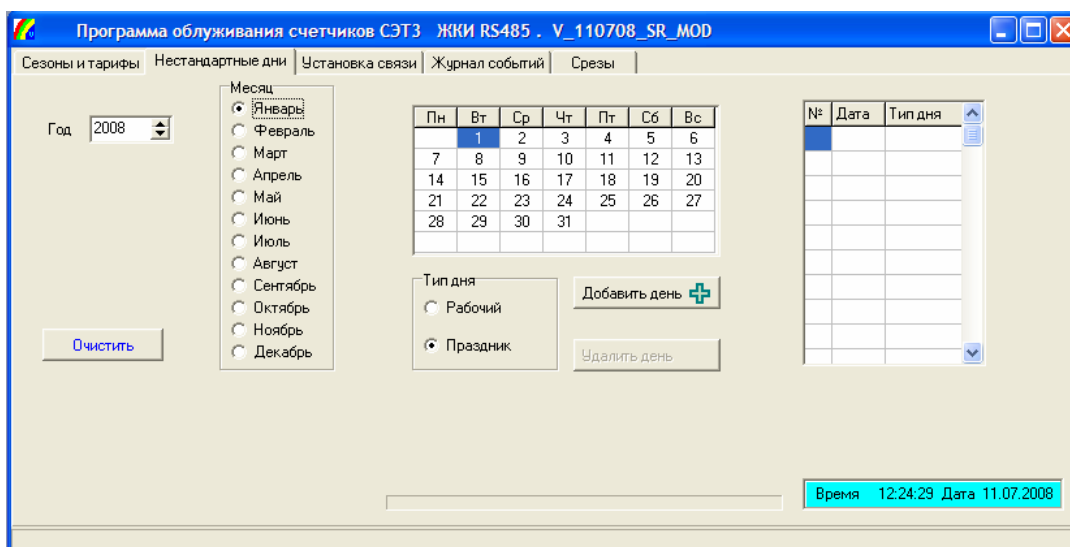 Программа облуживания счетчиков СЭТ3 ЖКИ RS485 . V_110708_SR_MOD
Сезоны и тарифы Нестандартные дни Установка связи Журнал событий Срезы
Год 2008
Месяц
Январь
Февраль
Март
Апрель
Май
Июнь
Июль
Август
Сентябрь
Октябрь
Ноябрь
Декабрь
Очистить
Пн Вт Ср Чт Пт Сб Вс
1 2 3 4 5 6
7 8 9 10 11 12 13
14 15 16 17 18 19 20
21 22 23 24 25 26 27
28 29 30 31
Тип дня
Рабочий
Праздник
Добавить день
Удалить день
№ Дата Тип дня
Время 12:24:29 Дата 11.07.2008